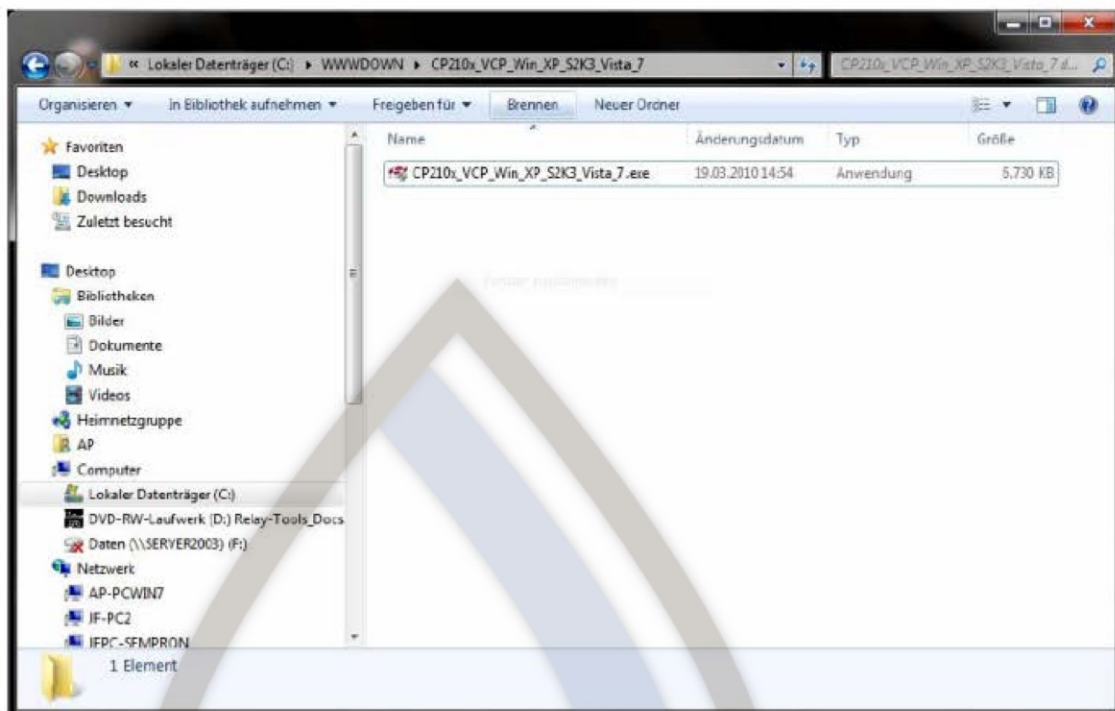 « Lokaler Datenträger (C:) ▸ WWWDOWN ▸ CP210x_VCP_Win_XP_S2K3_Vista_7
CP210x_VCP_Win_XP_S2K3_Vista_7 d...
Organisieren In Bibliothek aufnehmen Freigeben für Brennen Neuer Ordner
Name Änderungsdatum Typ Größe
CP210x_VCP_Win_XP_S2K3_Vista_7.exe 19.03.2010 14:54 Anwendung KB
Favoriten
Desktop
Downloads
Zuletzt besucht
Desktop
Bibliotheken
Bilder
Dokumente
Musik
Videos
Heimnetzgruppe
AP
Computer
Lokaler Datenträger (C:)
DVD-RW-Laufwerk (D:) Relay-Tools_Docs
Daten (\\SERVER2003) (F:)
Netzwerk
AP-PCWIN7
JF-PC2
JFPC-SEMPRON
1 Element